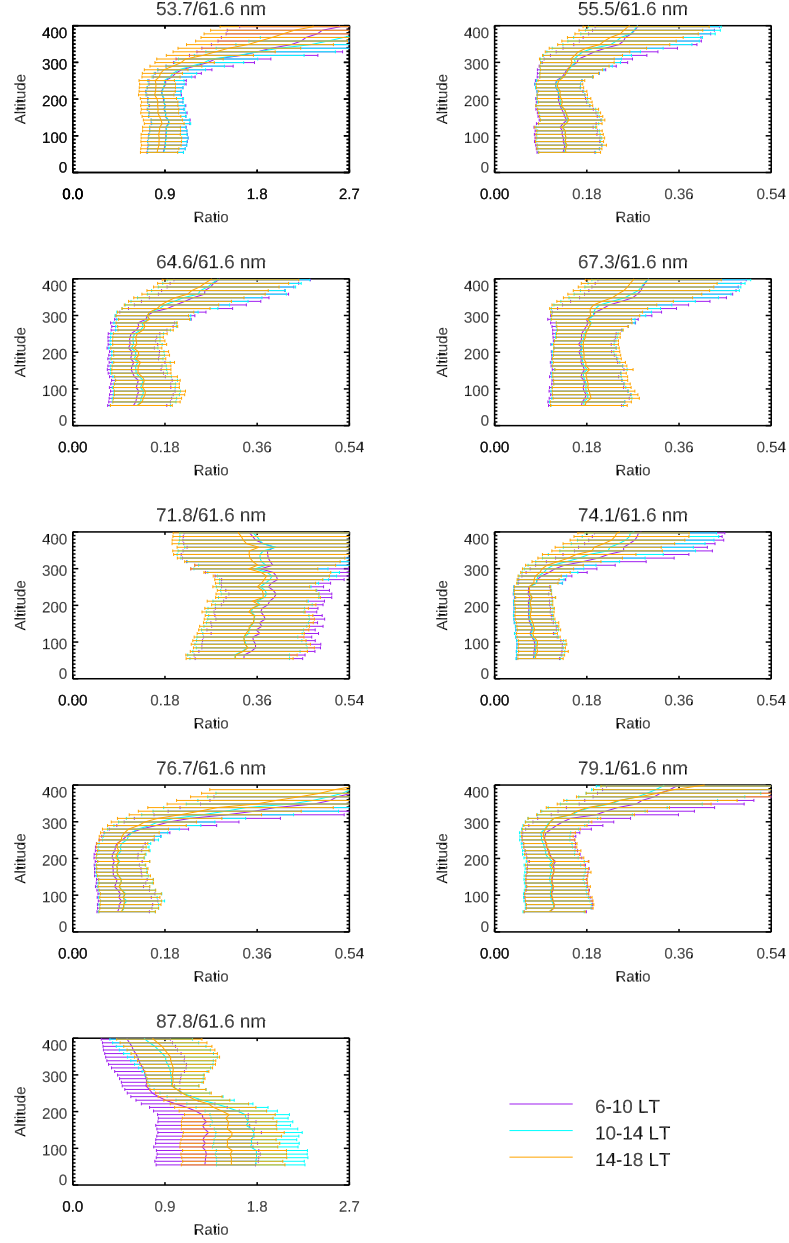 53.7/61.6 nm
400
300
200
100
0
Altitude
0.0
0.9
1.8
2.7
Ratio
55.5/61.6 nm
400
300
200
100
0
Altitude
0.00
0.18
0.36
0.54
Ratio
64.6/61.6 nm
400
300
200
100
0
Altitude
0.00
0.18
0.36
0.54
Ratio
67.3/61.6 nm
400
300
200
100
0
Altitude
0.00
0.18
0.36
0.54
Ratio
71.8/61.6 nm
400
300
200
100
0
Altitude
0.00
0.18
0.36
0.54
Ratio
74.1/61.6 nm
400
300
200
100
0
Altitude
0.00
0.18
0.36
0.54
Ratio
76.7/61.6 nm
400
300
200
100
0
Altitude
0.00
0.18
0.36
0.54
Ratio
79.1/61.6 nm
400
300
200
100
0
Altitude
0.00
0.18
0.36
0.54
Ratio
87.8/61.6 nm
400
300
200
100
0
Altitude
0.0
0.9
1.8
2.7
Ratio
6-10 LT
10-14 LT
14-18 LT